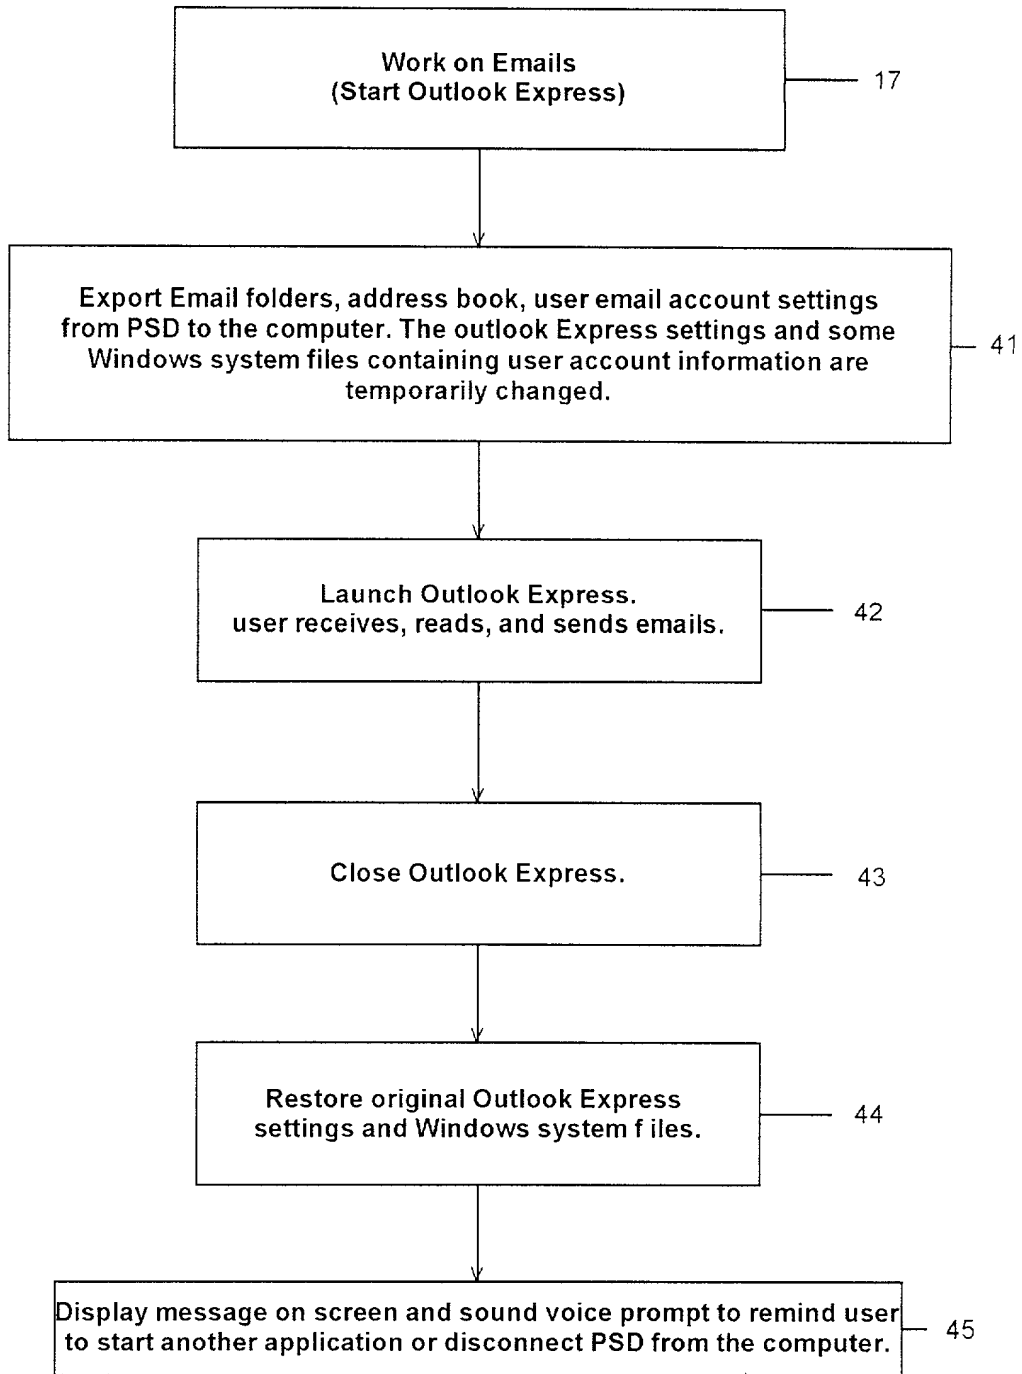 Work on Emails
(Start Outlook Express)
17
Export Email folders, address book, user email account settings
from PSD to the computer. The outlook Express settings and some
Windows system files containing user account information are
temporarily changed.
41
Launch Outlook Express.
user receives, reads, and sends emails.
42
Close Outlook Express.
43
Restore original Outlook Express
settings and Windows system f iles.
44
Display message on screen and sound voice prompt to remind user
to start another application or disconnect PSD from the computer.
45